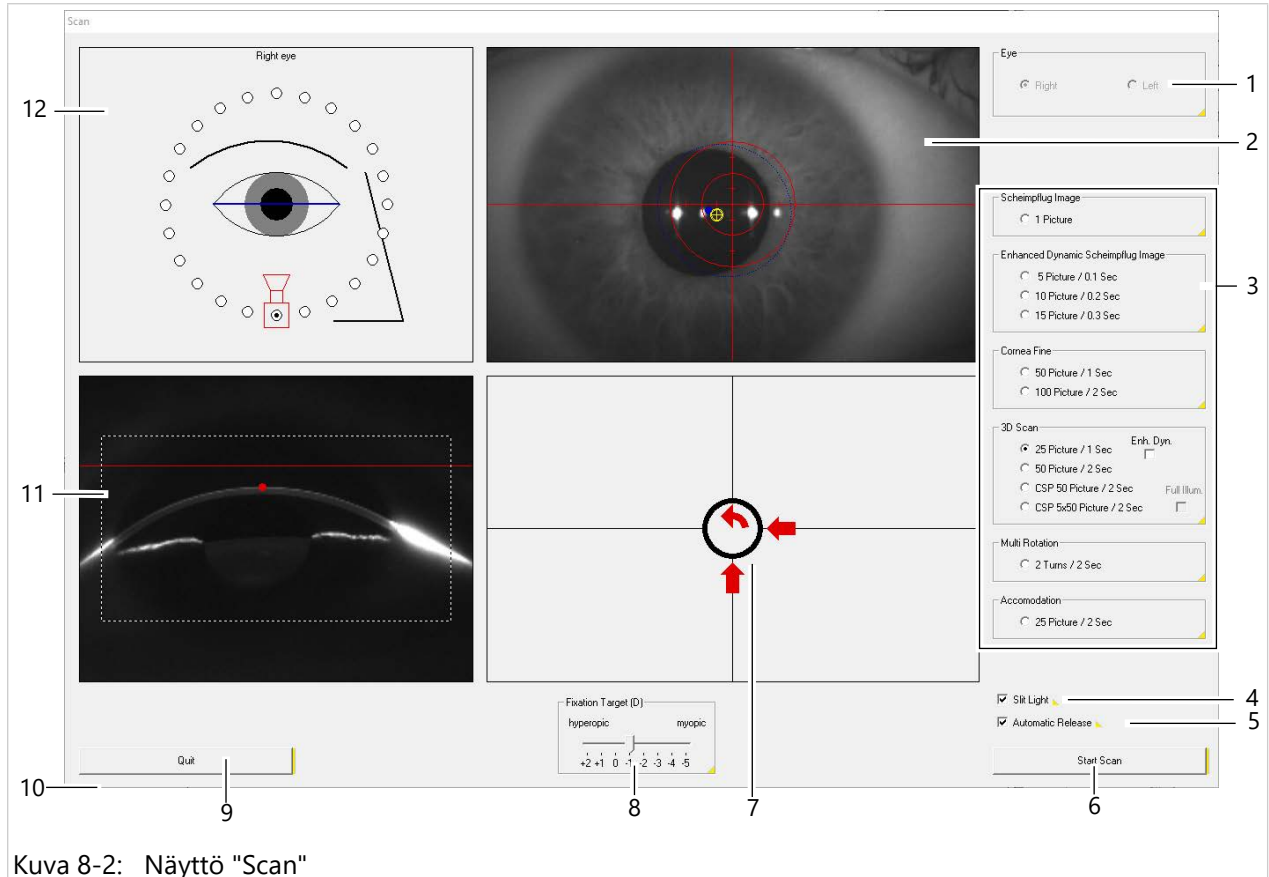 Scan
Right eye
Eye
Right Left
1
2
Scheimpflug Image
1 Picture
Enhanced Dynamic Scheimpflug Image
5 Picture / 0.1 Sec
10 Picture / 0.2 Sec
15 Picture / 0.3 Sec
3
Cornea Fine
50 Picture / 1 Sec
100 Picture / 2 Sec
3D Scan
25 Picture / 1 Sec Enh. Dyn.
50 Picture / 2 Sec
CSP 50 Picture / 2 Sec Full Illum.
CSP 5x50 Picture / 2 Sec
Multi Rotation
2 Turns / 2 Sec
Accomodation
25 Picture / 2 Sec
Slit Light
4
Automatic Release
5
Start Scan
6
7
Fixation Target (D)
hyperopic myopic
+2 +1 0 -1 -2 -3 -4 -5
8
Quit
9
10
11
12
Kuva 8-2: Näyttö "Scan"